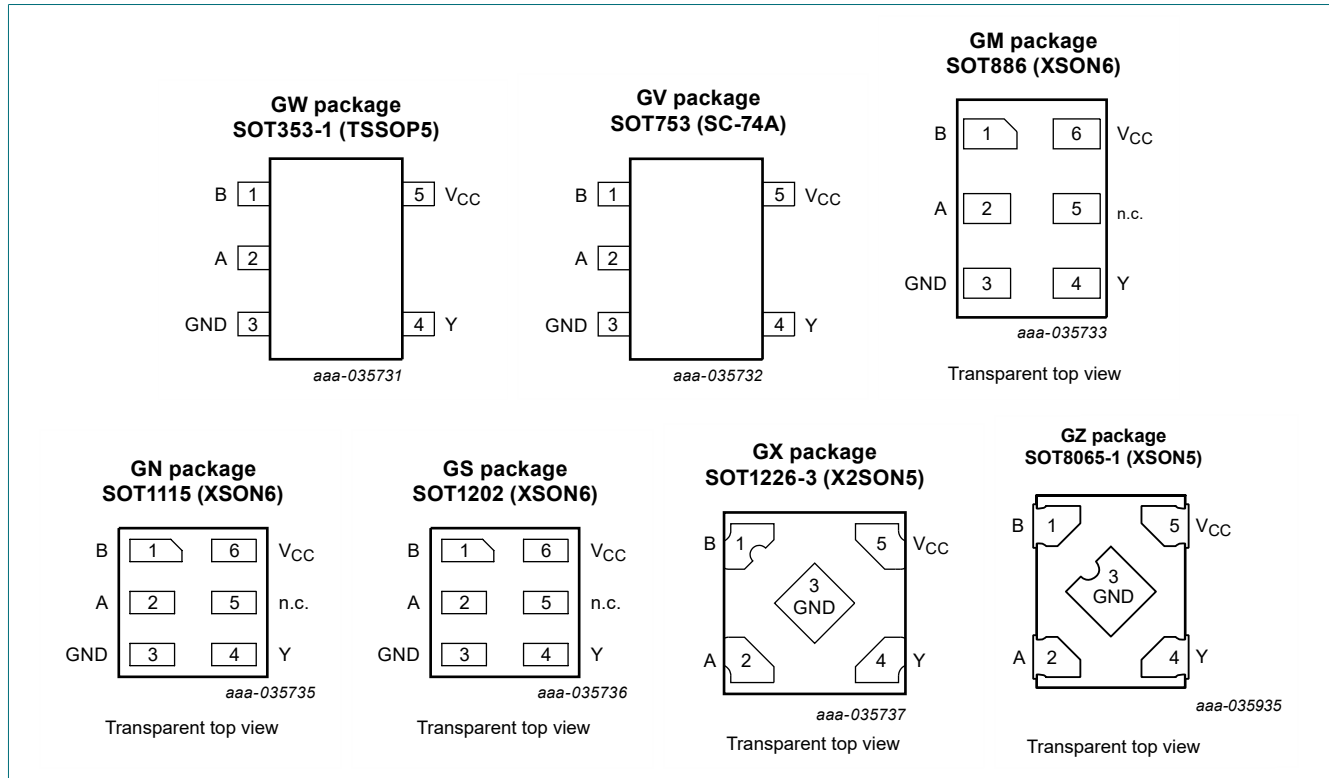 GW package
SOT353-1 (TSSOP5)
B 1 5 VCC
A 2
GND 3 4 Y
aaa-035731
GV package
SOT753 (SC-74A)
B 1 5 VCC
A 2
GND 3 4 Y
aaa-035732
GM package
SOT886 (XSON6)
B 1 6 VCC
A 2 5 n.c.
GND 3 4 Y
aaa-035733
Transparent top view
GN package
SOT1115 (XSON6)
B 1 6 VCC
A 2 5 n.c.
GND 3 4 Y
aaa-035735
Transparent top view
GS package
SOT1202 (XSON6)
B 1 6 VCC
A 2 5 n.c.
GND 3 4 Y
aaa-035736
Transparent top view
GX package
SOT1226-3 (X2SON5)
B 1 5 VCC
3
GND
A 2 4 Y
aaa-035737
Transparent top view
GZ package
SOT8065-1 (XSON5)
B 1 5 VCC
3
GND
A 2 4 Y
aaa-035935
Transparent top view